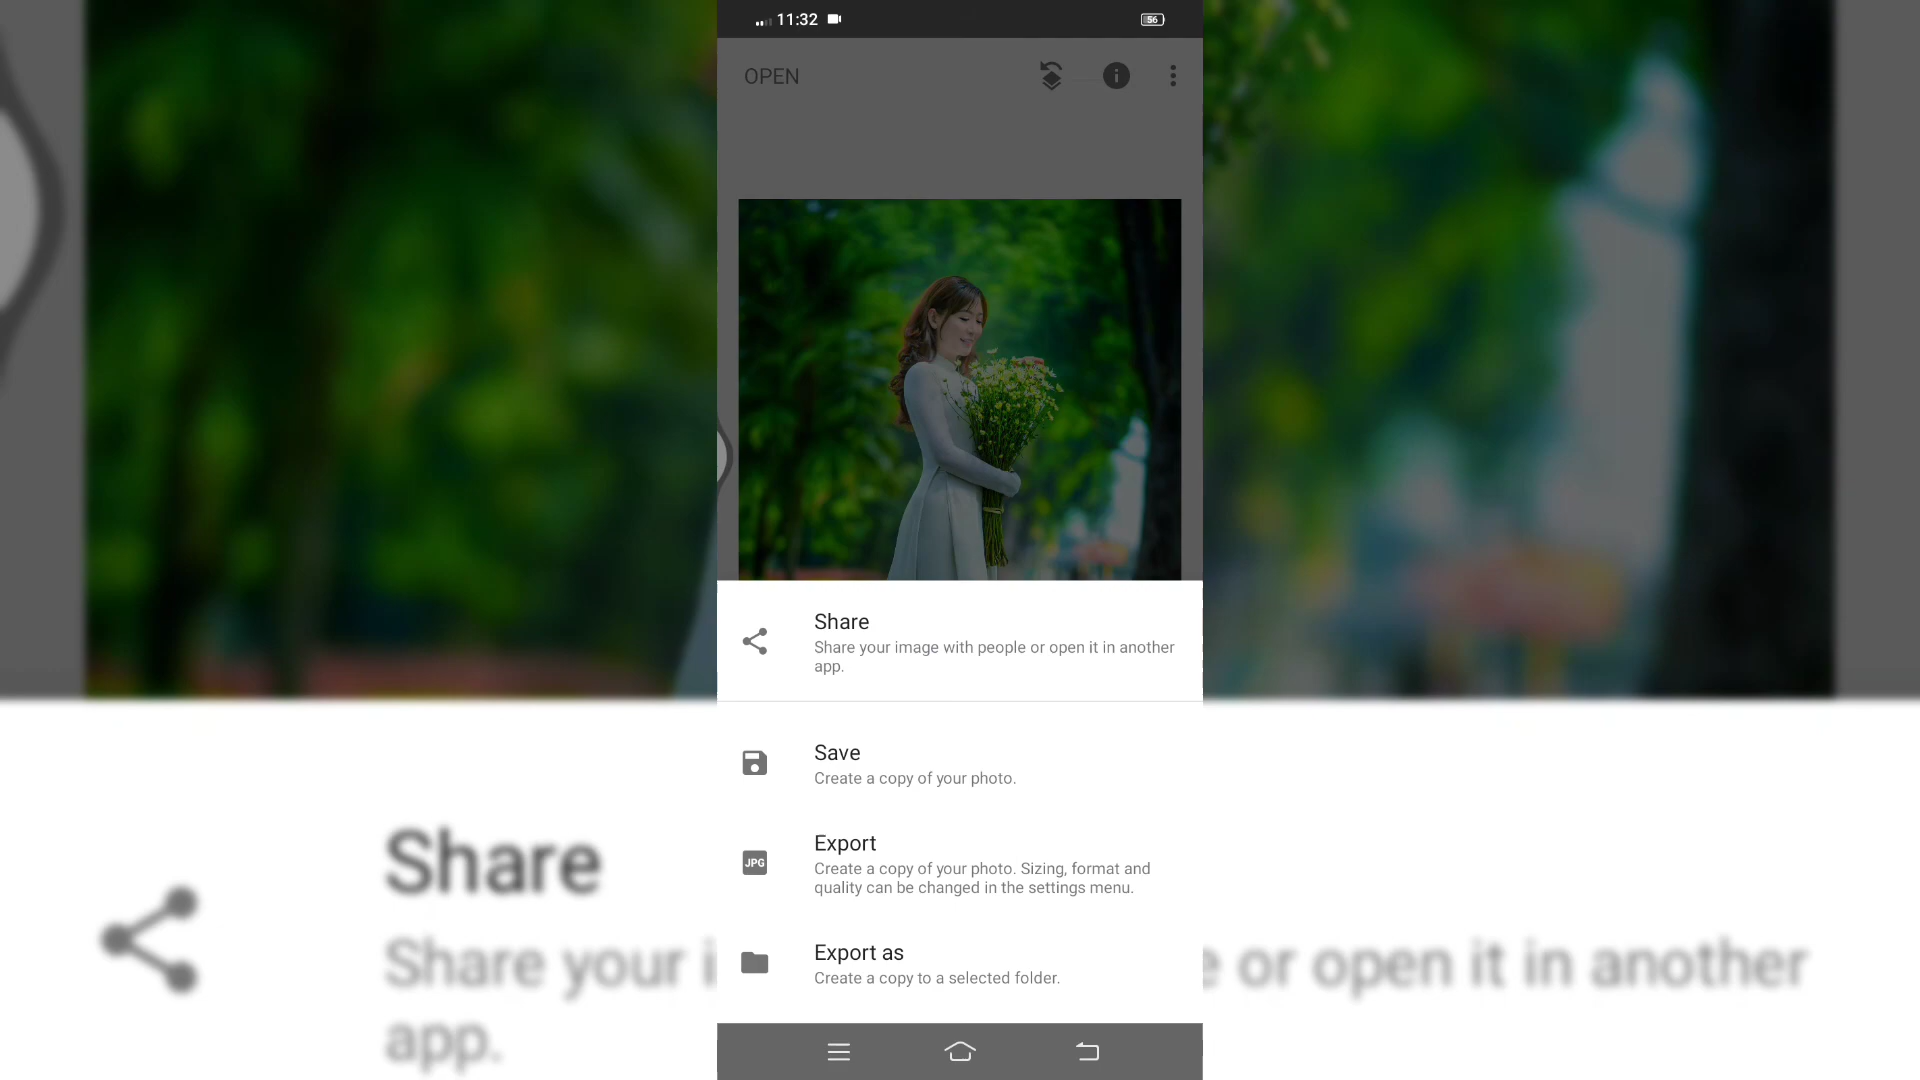 11:32
56
OPEN
Share
Share your image with people or open it in another
app.
Save
Create a copy of your photo.
JPG
Export
Create a copy of your photo. Sizing, format and
quality can be changed in the settings menu.
Export as
Create a copy to a selected folder.
Share
Share your i
e or open it in another
app.